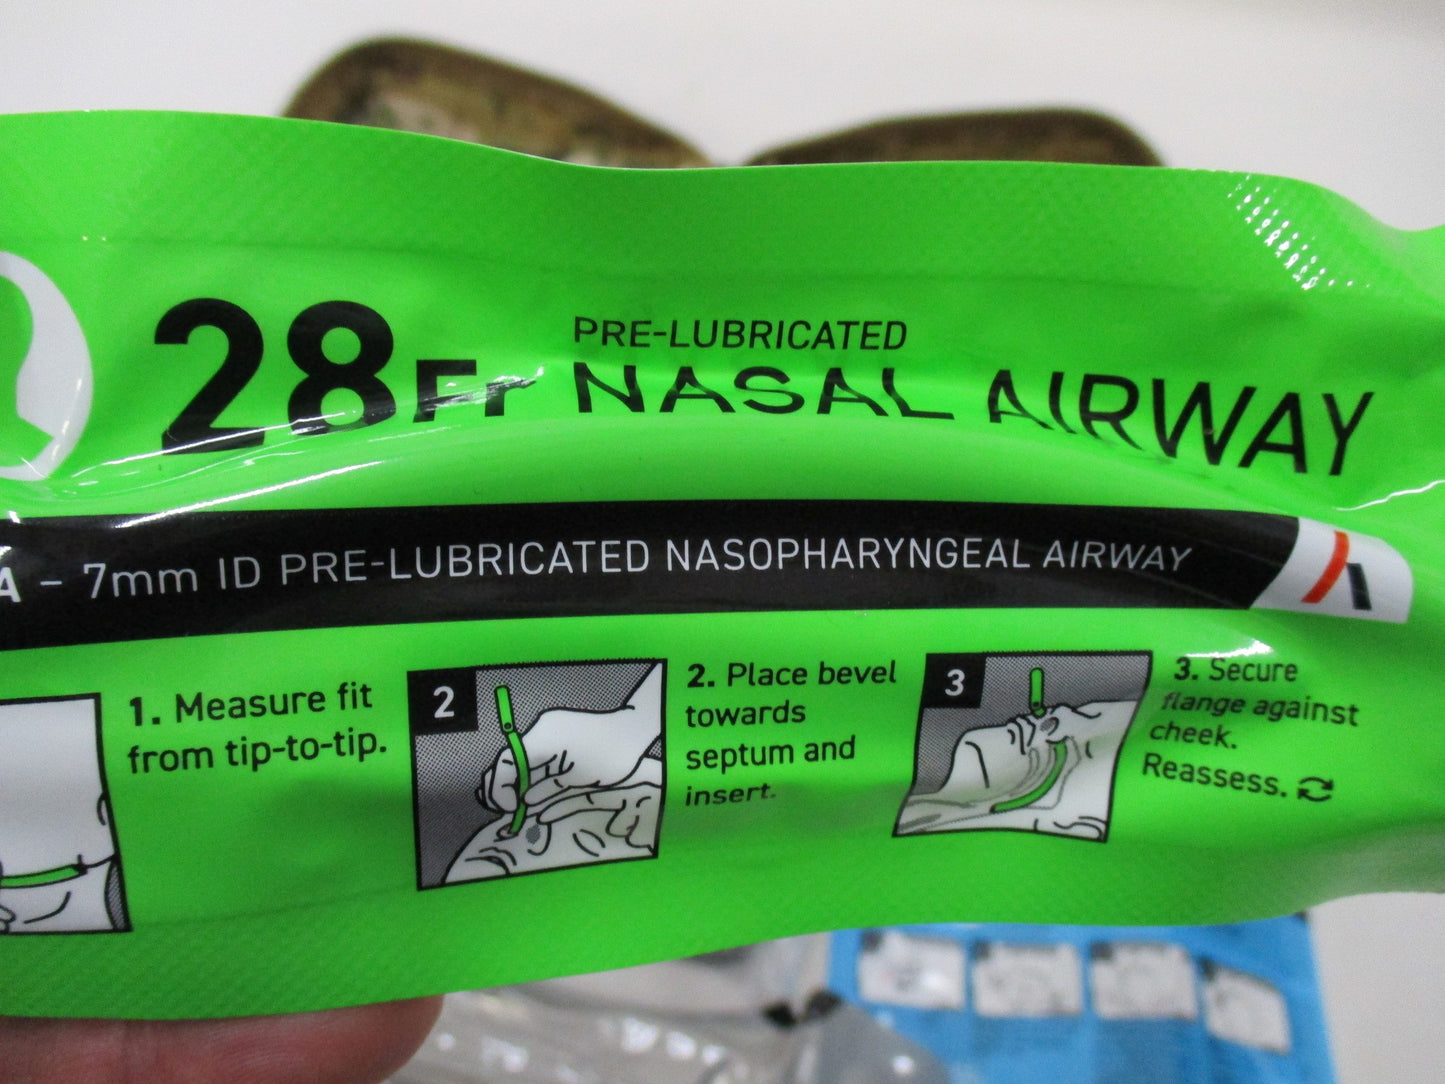 28Fr
PRE-LUBRICATED
NASAL AIRWAY
A – 7mm ID PRE-LUBRICATED NASOPHARYNGEAL AIRWAY
1. Measure fit
from tip-to-tip.
2
2. Place bevel
towards
septum and
insert.
3
3. Secure
flange against
cheek.
Reassess.